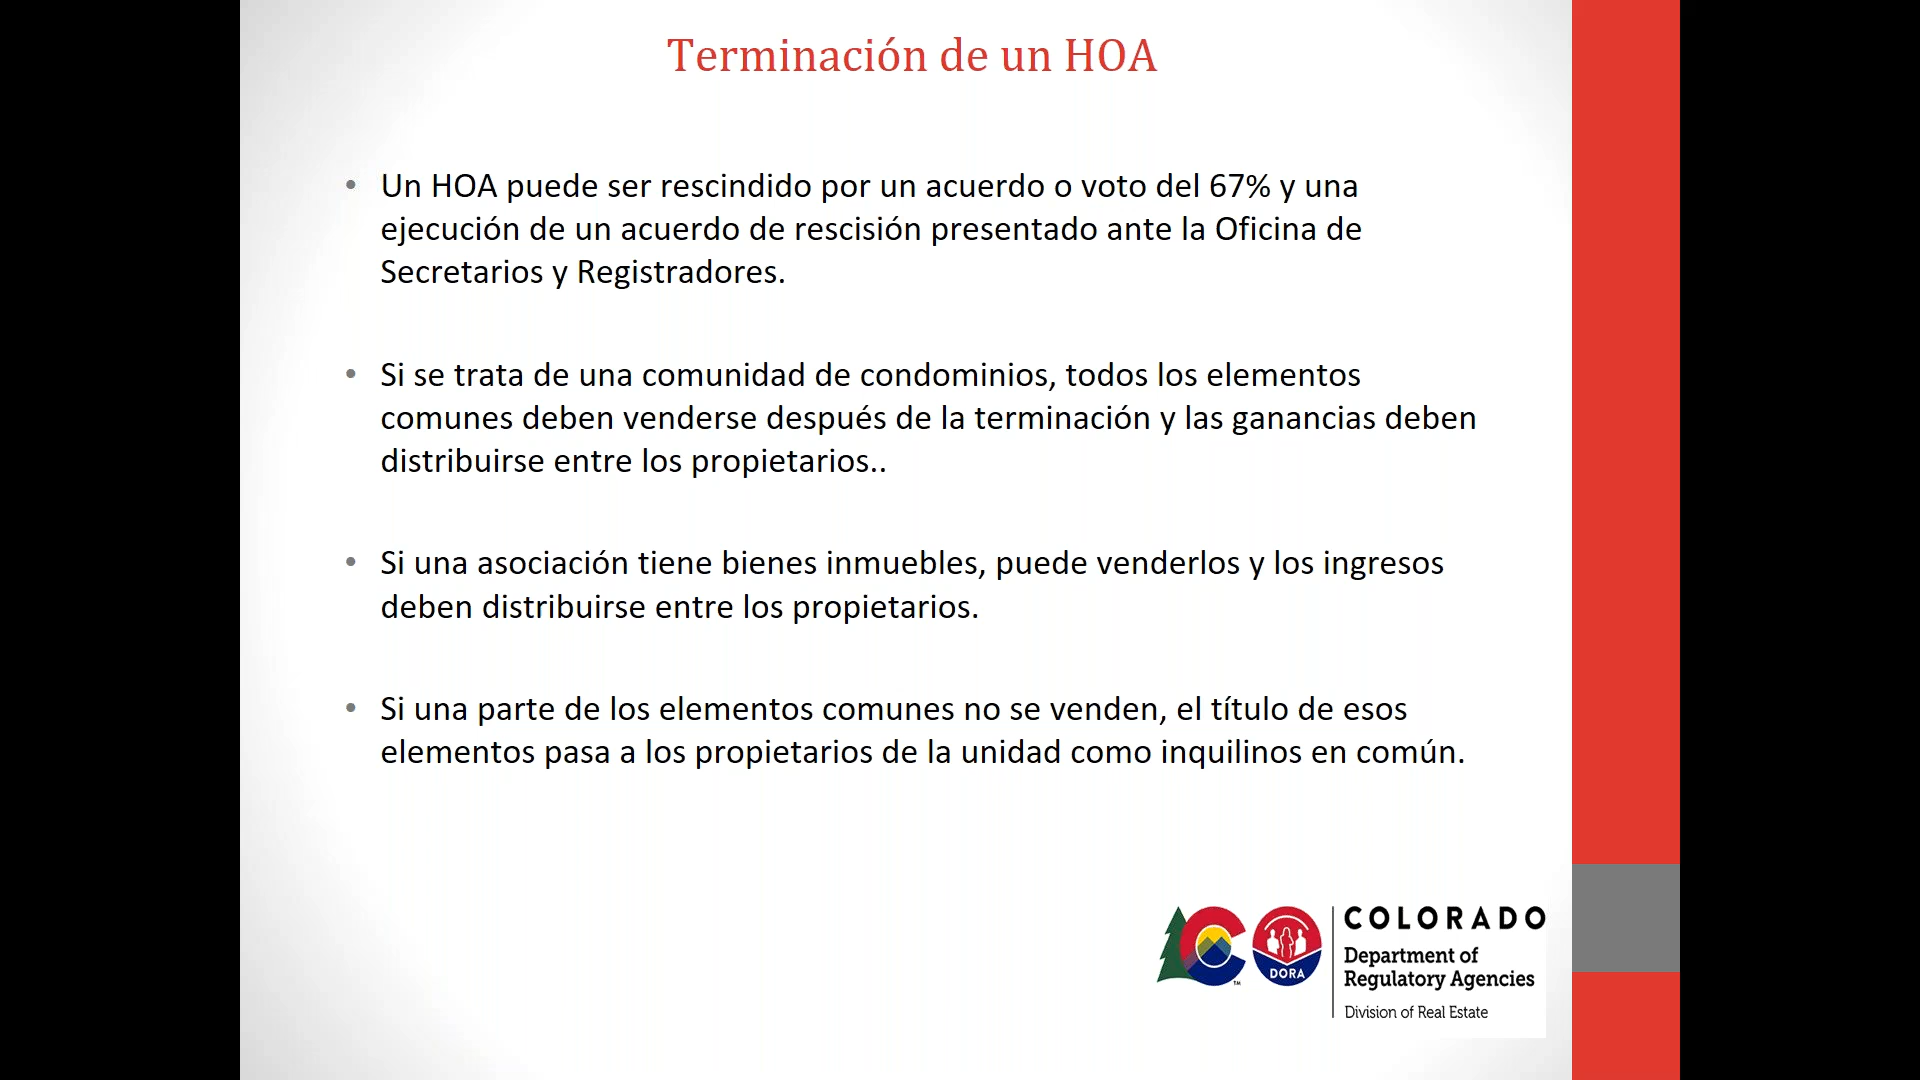 Terminación de un HOA
• Un HOA puede ser rescindido por un acuerdo o voto del 67% y una
ejecución de un acuerdo de rescisión presentado ante la Oficina de
Secretarios y Registradores.
• Si se trata de una comunidad de condominios, todos los elementos
comunes deben venderse después de la terminación y las ganancias deben
distribuirse entre los propietarios..
• Si una asociación tiene bienes inmuebles, puede venderlos y los ingresos
deben distribuirse entre los propietarios.
• Si una parte de los elementos comunes no se venden, el título de esos
elementos pasa a los propietarios de la unidad como inquilinos en común.
DORA
TM
COLORADO
Department of
Regulatory Agencies
Division of Real Estate